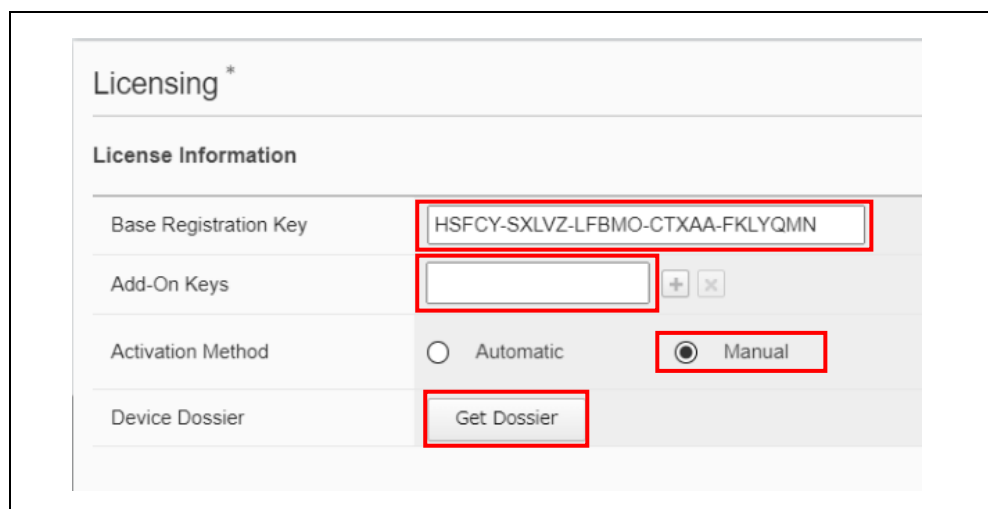 Licensing *
License Information
Base Registration Key HSFCY-SXLVZ-LFBMO-CTXAA-FKLYQMN
Add-On Keys
Activation Method Automatic Manual
Device Dossier Get Dossier